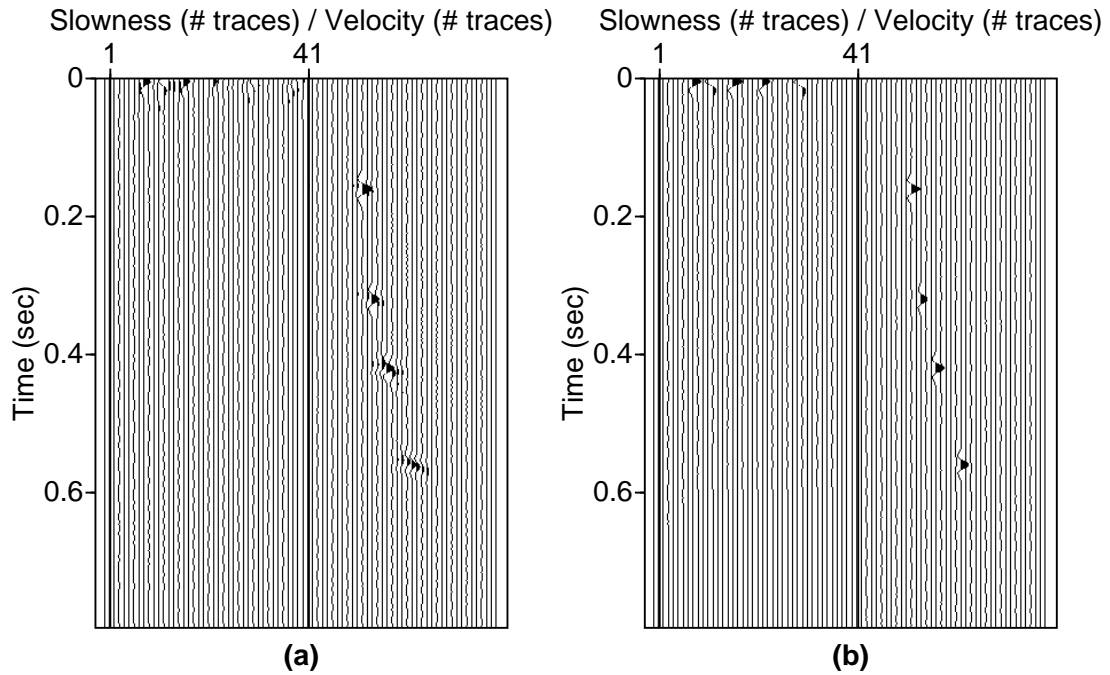 Slowness (# traces) / Velocity (# traces)
1 41
0
0.2
0.4
0.6
Time (sec)
(a)
Slowness (# traces) / Velocity (# traces)
1 41
0
0.2
0.4
0.6
Time (sec)
(b)